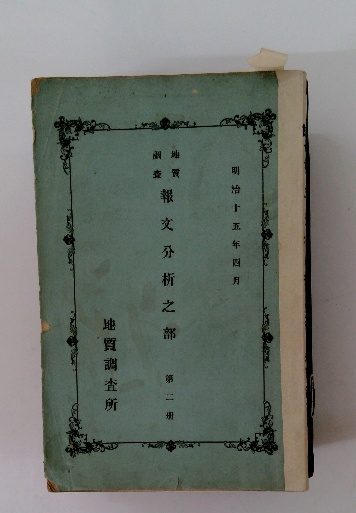 明治十五年四月
地質調査報文分析之部 第二册
地質調査所